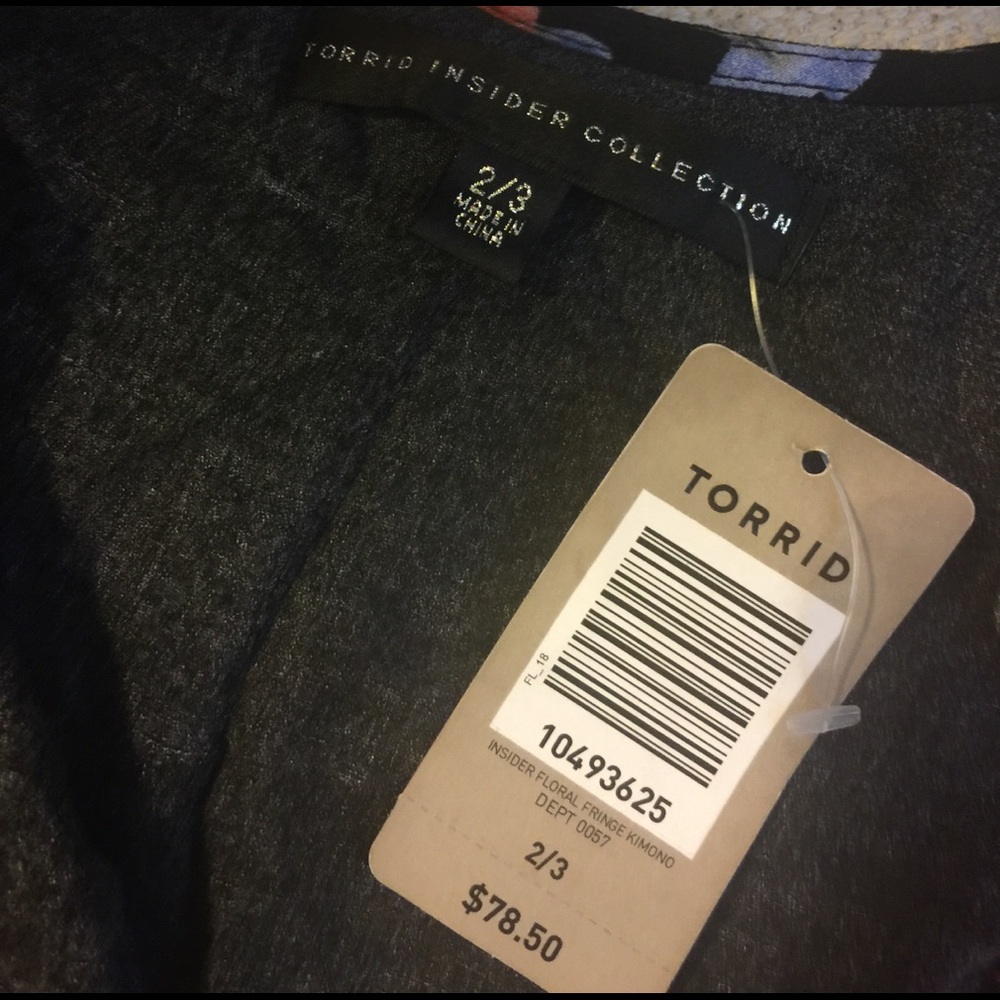 TORRID INSIDER COLLECTION
2/3
MADE IN
CHINA
TORRID
FL_18
10493625
INSIDER FLORAL FRINGE KIMONO
DEPT 0057
2/3
$78.50